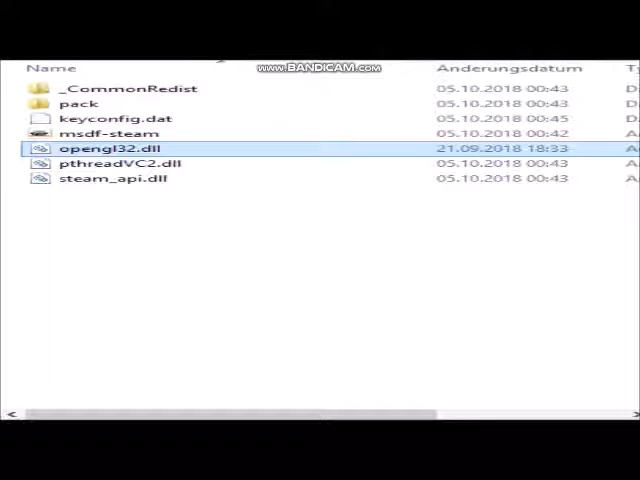 www.BANDICAM.com
Name Änderungsdatum
_CommonRedist 05.10.2018 00:43
pack 05.10.2018 00:43
keyconfig.dat 05.10.2018 00:45
msdf-steam 05.10.2018 00:42
opengl32.dll 21.09.2018 18:33
pthreadVC2.dll 05.10.2018 00:43
steam_api.dll 05.10.2018 00:43